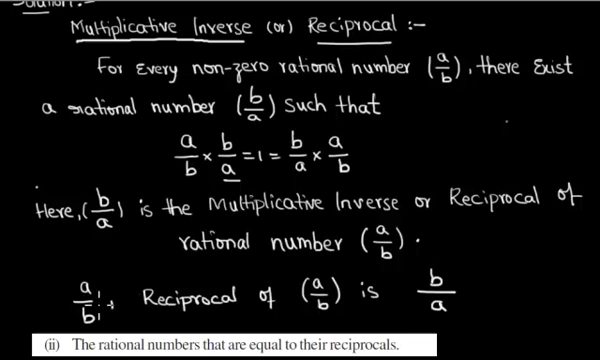 Solution:-
Multiplicative Inverse (or) Reciprocal :-
For Every non-zero rational number (a/b), there Exist
a rational number (b/a) such that
a/b × b/a = 1 = b/a × a/b
Here, (b/a) is the Multiplicative Inverse or Reciprocal of
rational number (a/b).
a/b Reciprocal of (a/b) is b/a
(ii) The rational numbers that are equal to their reciprocals.